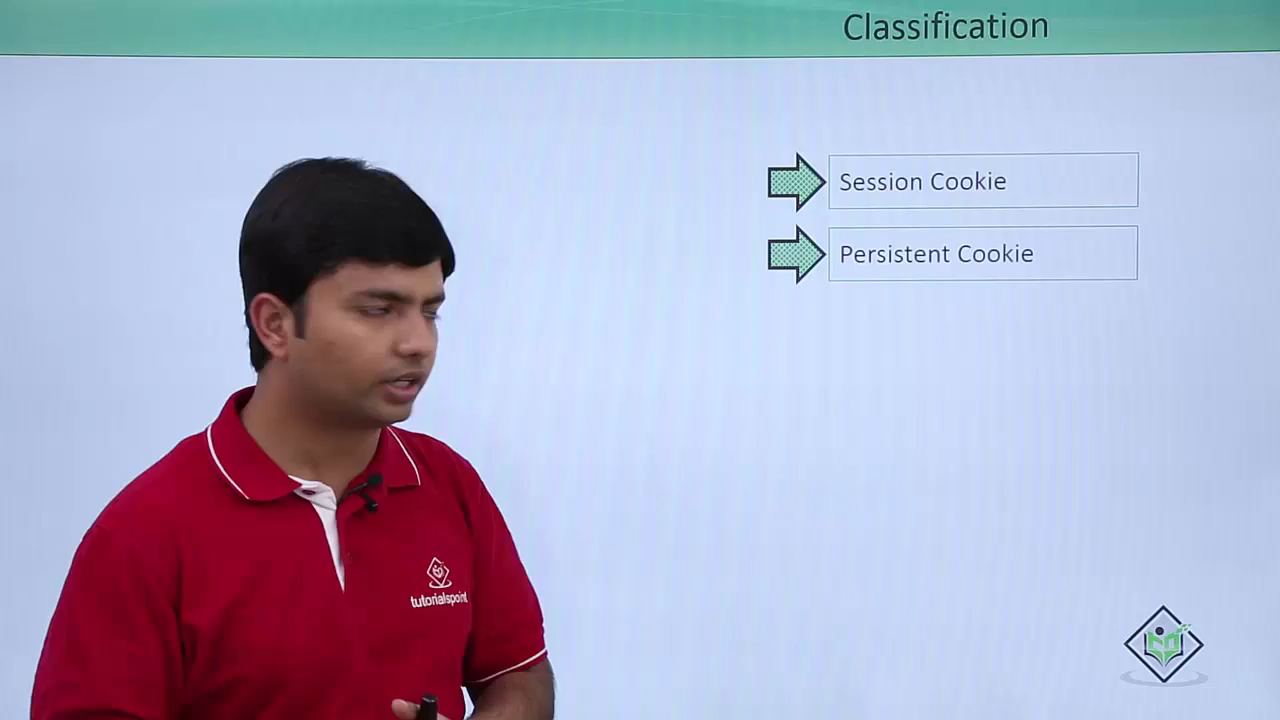 Classification
Session Cookie
Persistent Cookie
tutorialspoint